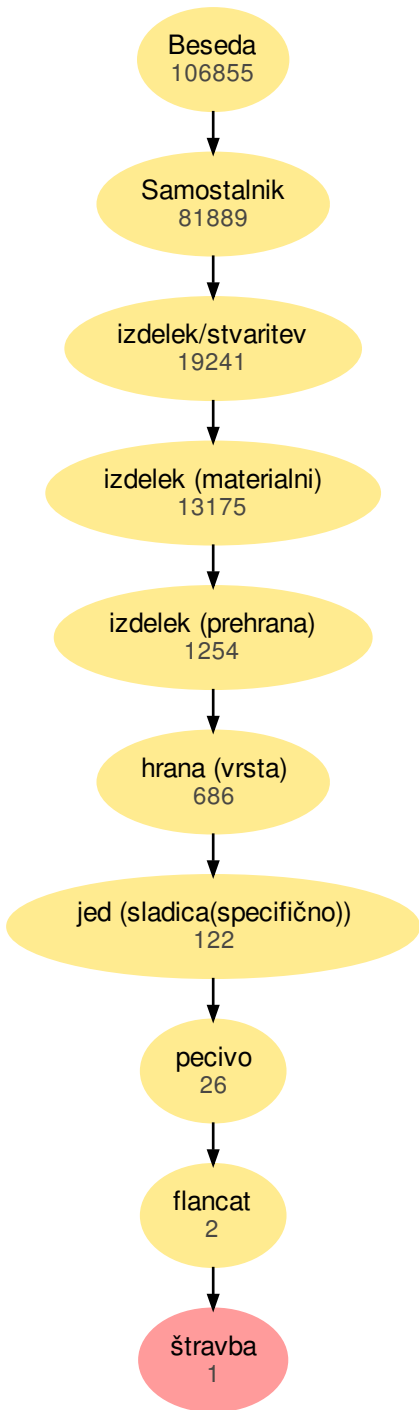 Beseda
106855
Samostalnik
81889
izdelek/stvaritev
19241
izdelek (materialni)
13175
izdelek (prehrana)
1254
hrana (vrsta)
686
jed (sladica(specifično))
122
pecivo
26
flancat
2
štravba
1